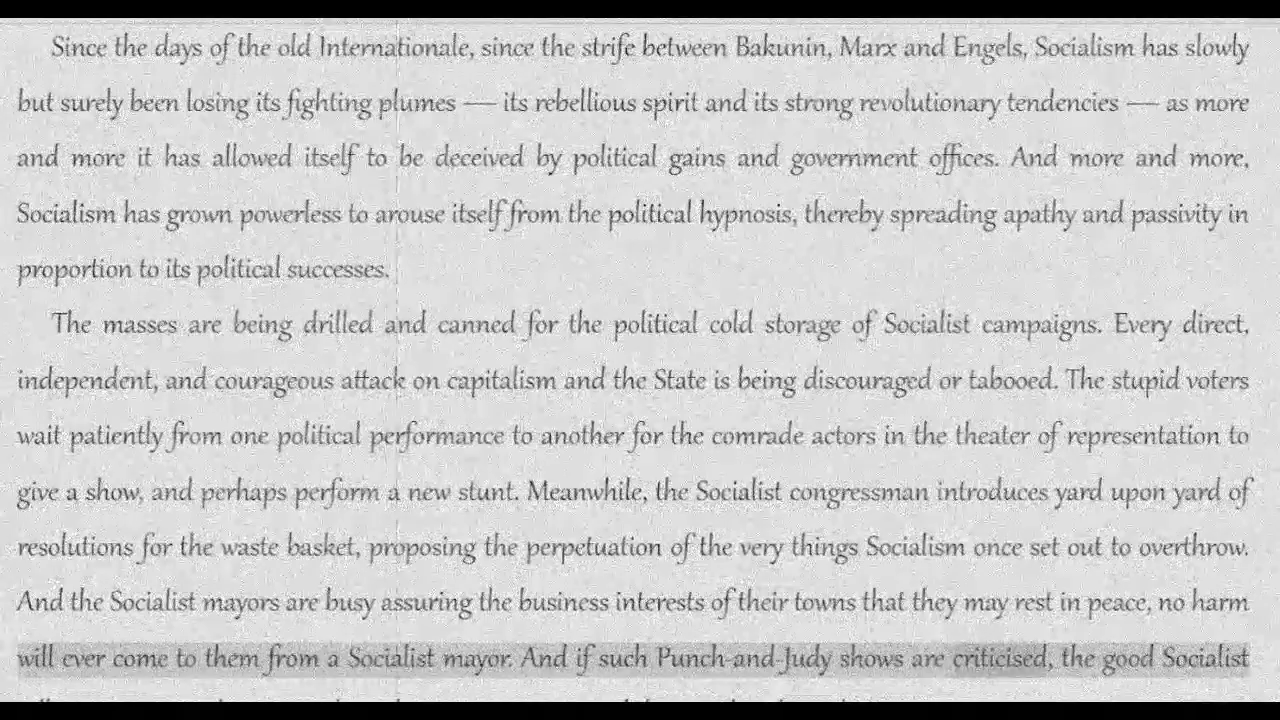 Since the days of the old Internationale, since the strife between Bakunin, Marx and Engels, Socialism has slowly
but surely been losing its fighting plumes — its rebellious spirit and its strong revolutionary tendencies — as more
and more it has allowed itself to be deceived by political gains and government offices. And more and more,
Socialism has grown powerless to arouse itself from the political hypnosis, thereby spreading apathy and passivity in
proportion to its political successes.
The masses are being drilled and canned for the political cold storage of Socialist campaigns. Every direct,
independent, and courageous attack on capitalism and the State is being discouraged or tabooed. The stupid voters
wait patiently from one political performance to another for the comrade actors in the theater of representation to
give a show, and perhaps perform a new stunt. Meanwhile, the Socialist congressman introduces yard upon yard of
resolutions for the waste basket, proposing the perpetuation of the very things Socialism once set out to overthrow.
And the Socialist mayors are busy assuring the business interests of their towns that they may rest in peace, no harm
will ever come to them from a Socialist mayor. And if such Punch-and-Judy shows are criticised, the good Socialist